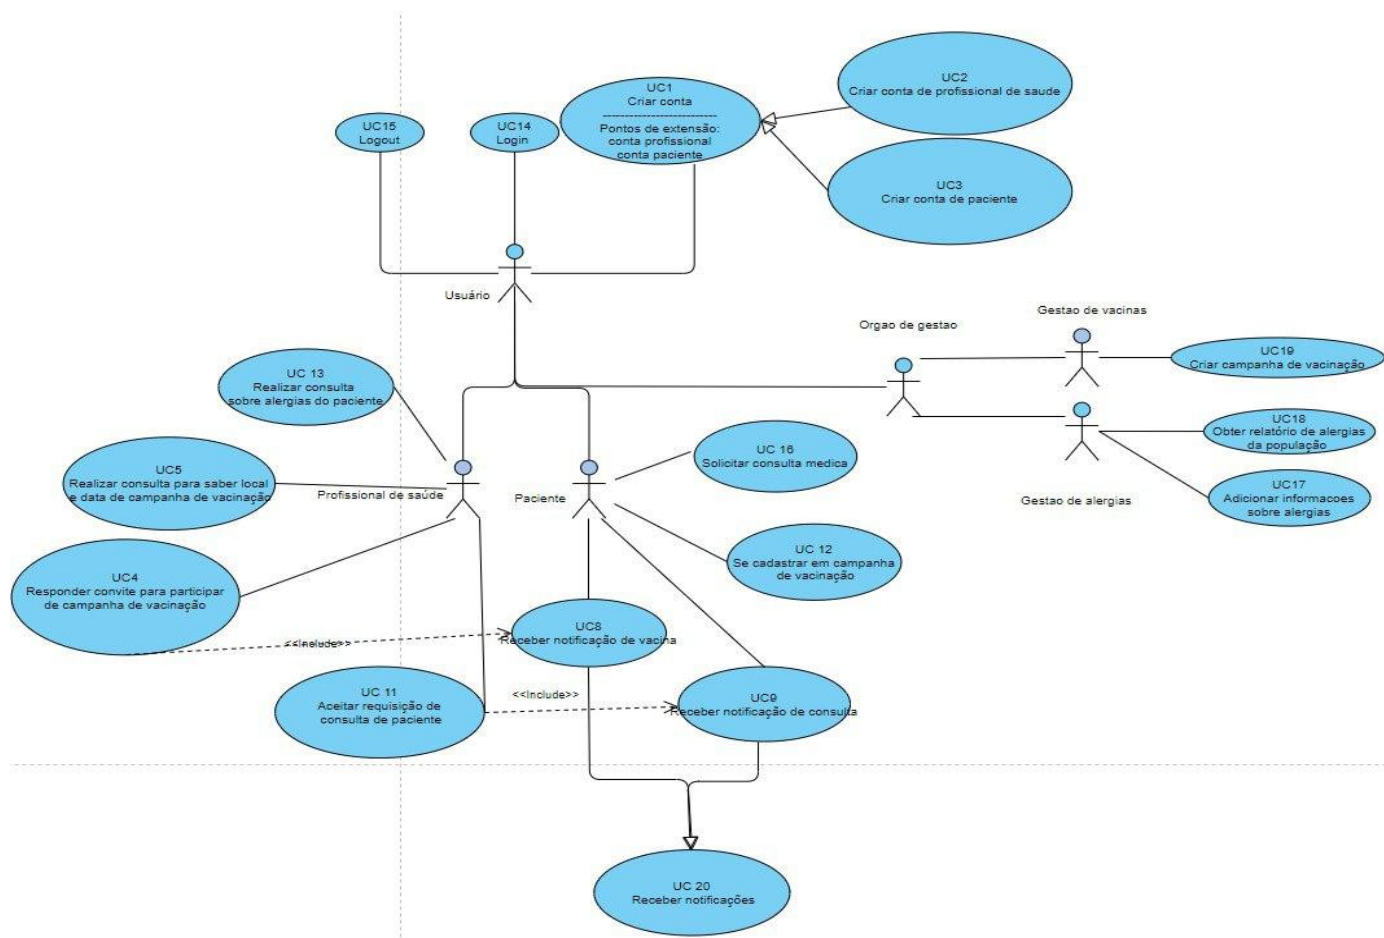 UC1
Criar conta
--------------------------
Pontos de extensão:
conta profissional
conta paciente
UC2
Criar conta de profissional de saude
UC15
Logout
UC14
Login
UC3
Criar conta de paciente
Usuário
Orgao de gestao
Gestao de vacinas
UC19
Criar campanha de vacinação
UC 13
Realizar consulta
sobre alergias do paciente
UC18
Obter relatório de alergias
da população
UC5
Realizar consulta para saber local
e data de campanha de vacinação
Profissional de saúde
Paciente
UC 16
Solicitar consulta medica
Gestao de alergias
UC17
Adicionar informacoes
sobre alergias
UC4
Responder convite para participar
de campanha de vacinação
UC 12
Se cadastrar em campanha
de vacinação
<<Include>>
UC8
Receber notificação de vacina
UC 11
Aceitar requisição de
consulta de paciente
<<Include>>
UC9
Receber notificação de consulta
UC 20
Receber notificações